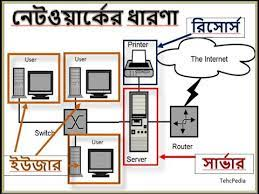 নেটওয়ার্কের ধারণা
রিসোর্স
Printer
User
User
The Internet
User
Switch
Server
Router
ইউজার
সার্ভার
TehcPedia